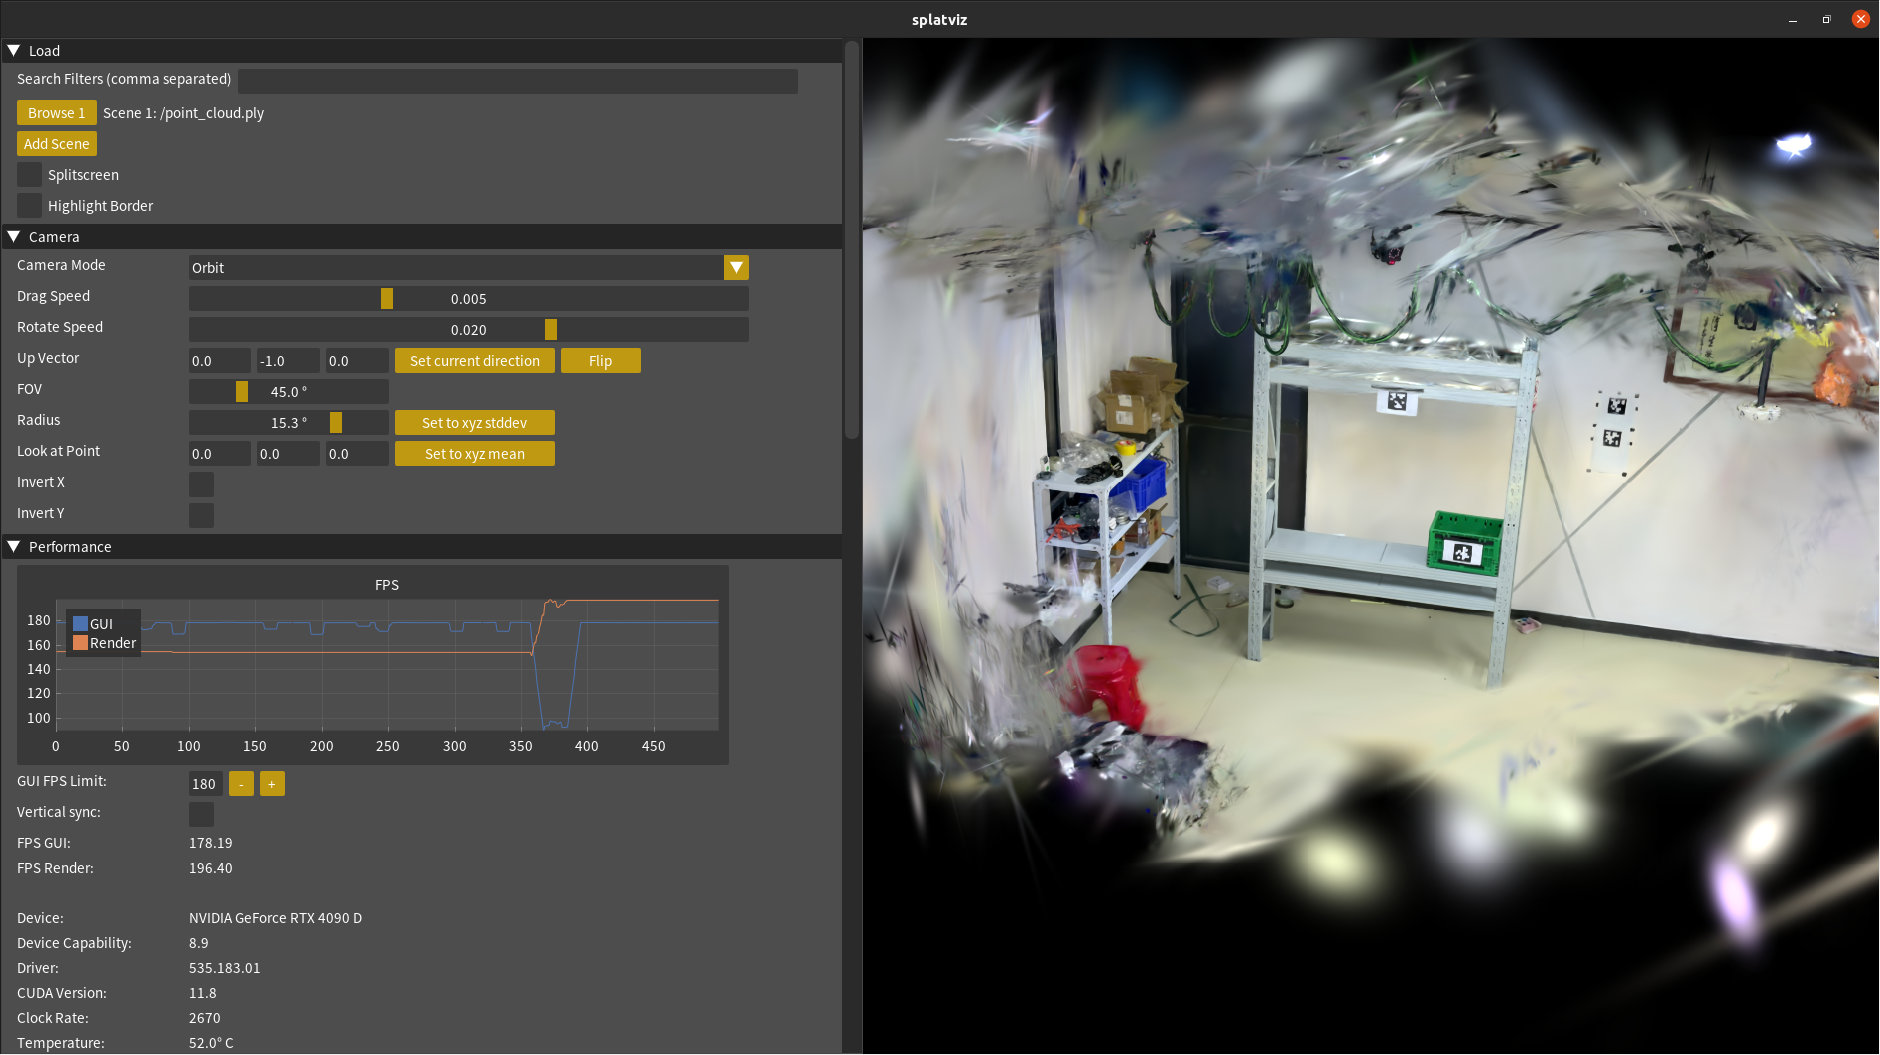 splatviz
Load
Search Filters (comma separated)
Browse 1 Scene 1: /point_cloud.ply
Add Scene
Splitscreen
Highlight Border
Camera
Camera Mode Orbit
Drag Speed 0.005
Rotate Speed 0.020
Up Vector 0.0 -1.0 0.0 Set current direction Flip
FOV 45.0 °
Radius 15.3 ° Set to xyz stddev
Look at Point 0.0 0.0 0.0 Set to xyz mean
Invert X
Invert Y
Performance
FPS
GUI
Render
180
160
140
120
100
0 50 100 150 200 250 300 350 400 450
GUI FPS Limit: 180 - +
Vertical sync:
FPS GUI: 178.19
FPS Render: 196.40
Device: NVIDIA GeForce RTX 4090 D
Device Capability: 8.9
Driver: 535.183.01
CUDA Version: 11.8
Clock Rate: 2670
Temperature: 52.0° C